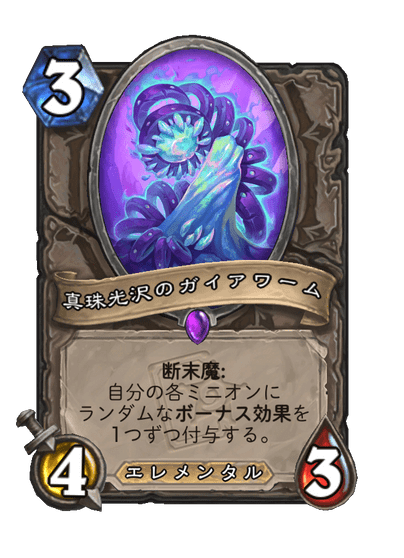 3
真珠光沢のガイアワーム
断末魔:
自分の各ミニオンに
ランダムなボーナス効果を
1つずつ付与する。
4
エレメンタル
3